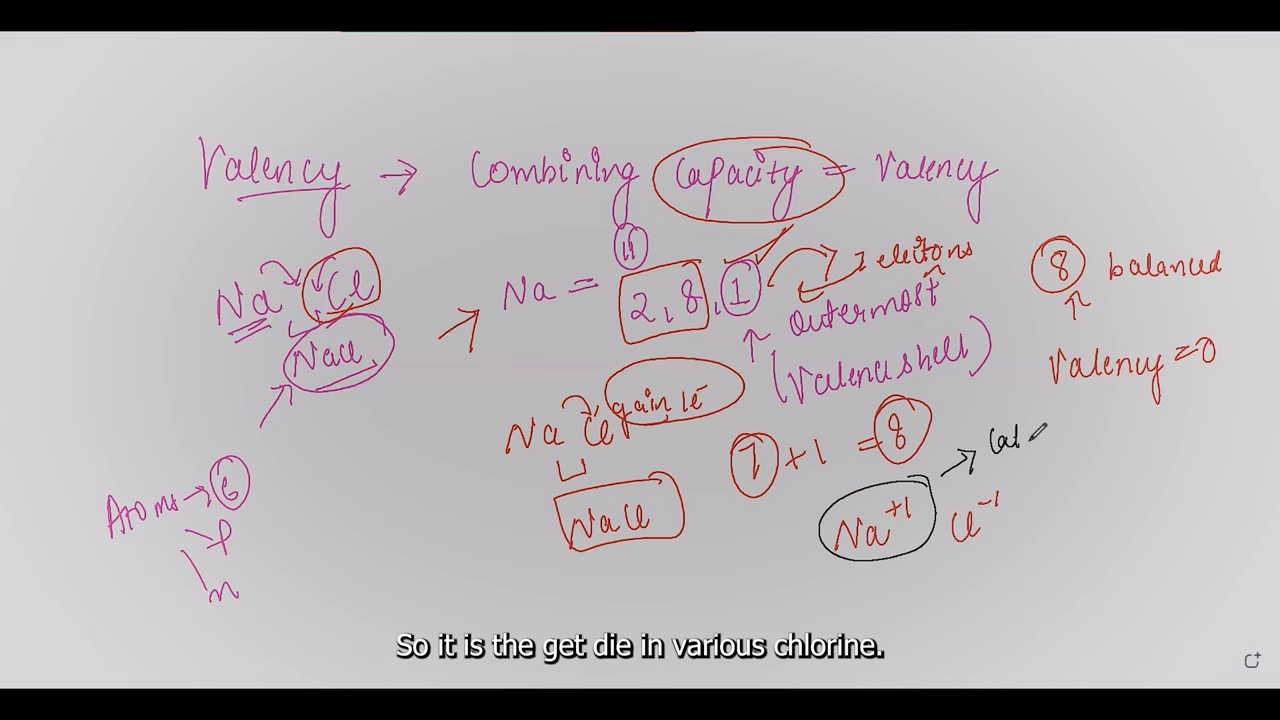 Valency → Combining Capacity = Valency
Na Cl
NaCl
11
Na = 2, 8, 1
7 electrons
outermost
(Valence shell)
8 balanced
Valency = 0
Na Cl gain 1e⁻
NaCl
7 + 1 = 8
Na⁺¹ → Cat
Cl⁻¹
Atoms → e
p
n
So it is the get die in various chlorine.